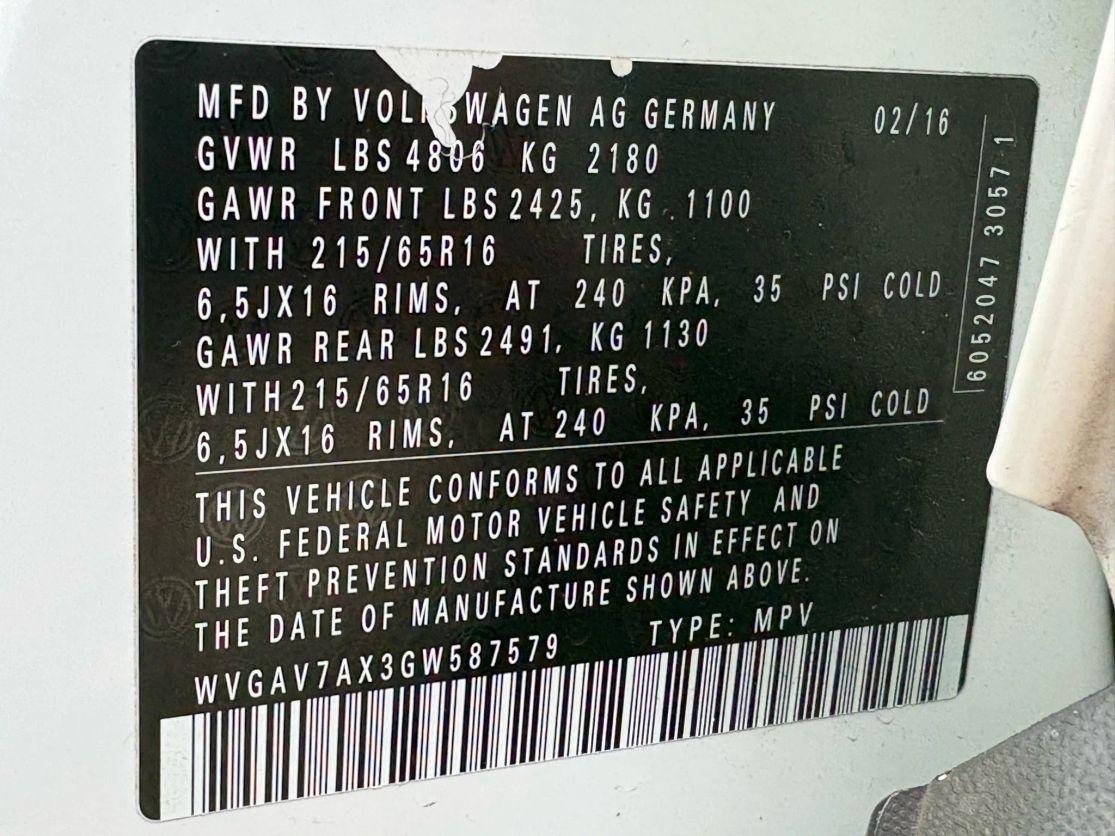 MFD BY VOLKSWAGEN AG GERMANY 02/16
GVWR LBS 4806 KG 2180
GAWR FRONT LBS 2425, KG . 1100
WITH 215/65R16 TIRES,
6,5JX16 RIMS, AT 240 KPA, 35 PSI COLD
GAWR REAR LBS 2491, KG 1130
WITH 215/65R16 TIRES,
6,5JX16 RIMS, AT 240 KPA, 35 PSI COLD
THIS VEHICLE CONFORMS TO ALL APPLICABLE
U.S. FEDERAL MOTOR VEHICLE SAFETY AND
THEFT PREVENTION STANDARDS IN EFFECT ON
THE DATE OF MANUFACTURE SHOWN ABOVE.
WVGAV7AX3GW587579 TYPE: MPV
6052047 3057 1